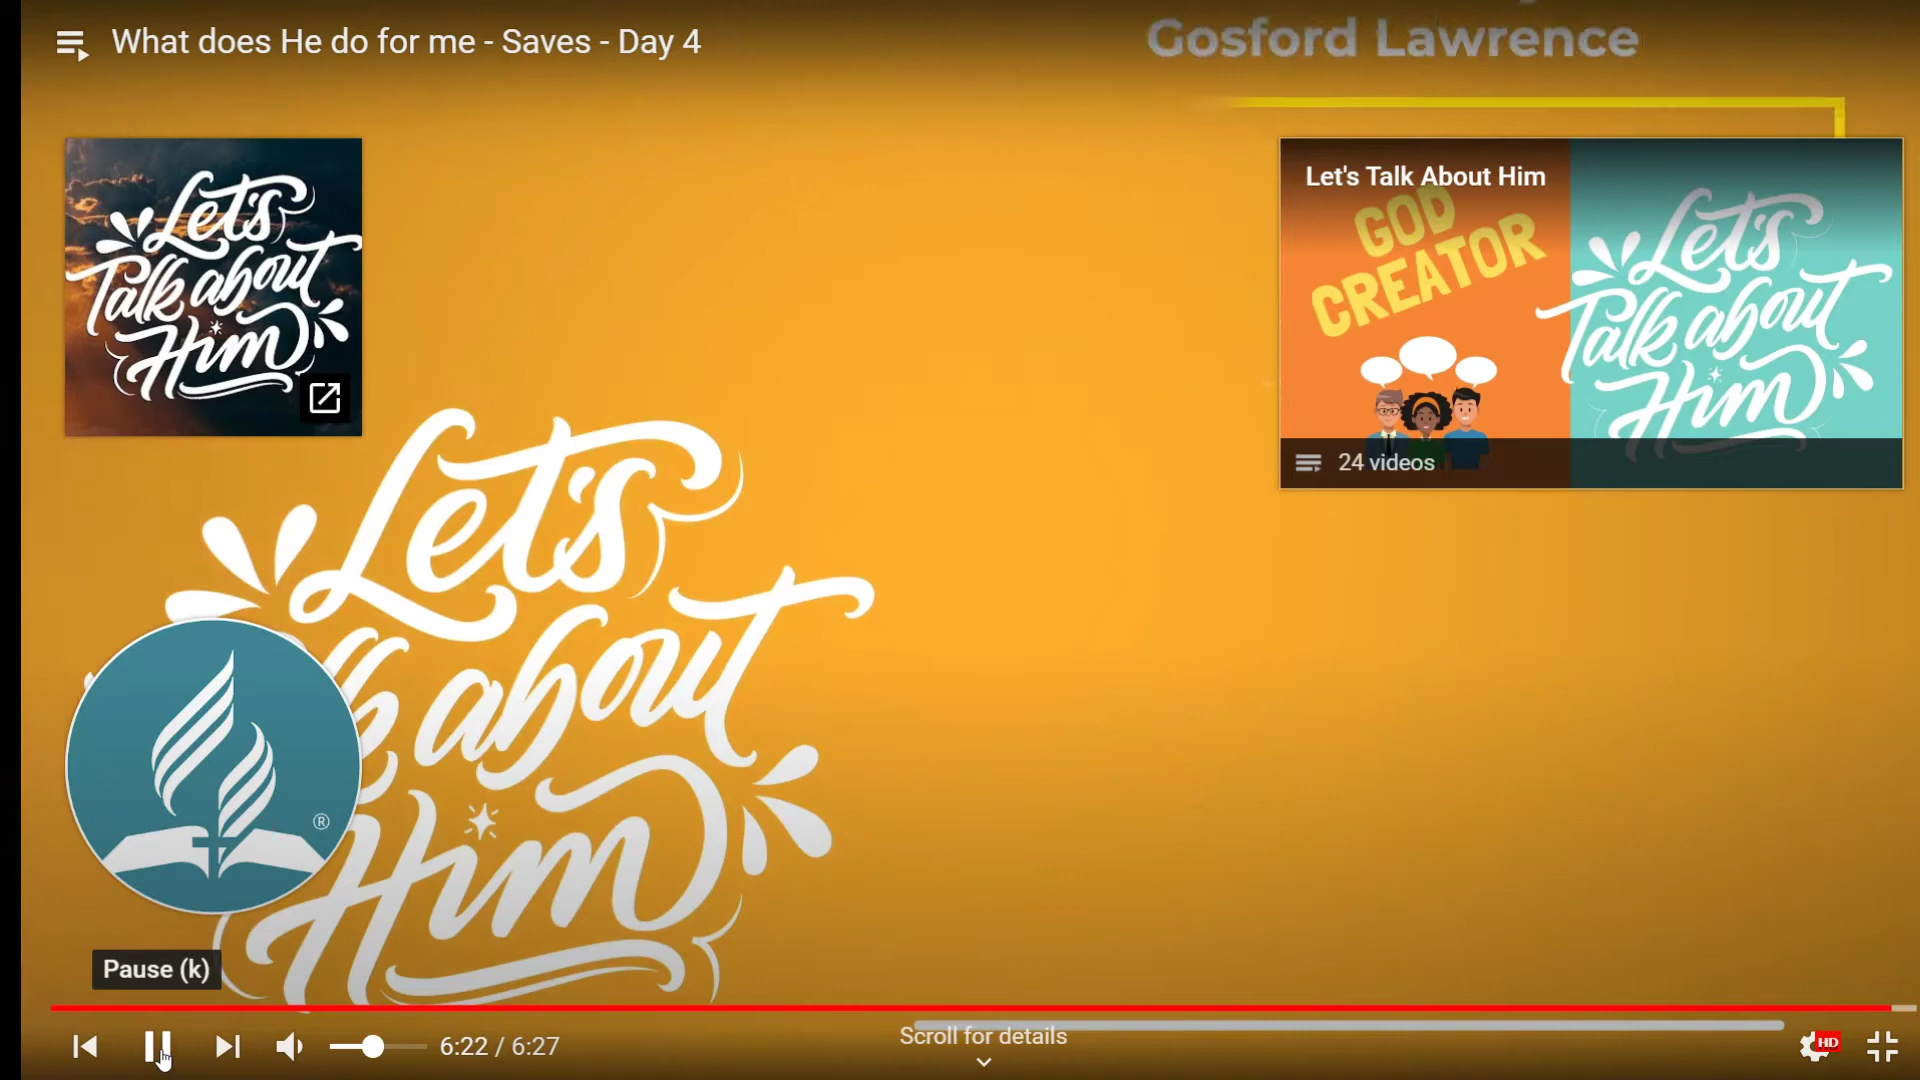 What does He do for me - Saves - Day 4
Gosford Lawrence
Let's
Talk about
Him
Let's Talk About Him
GOD
CREATOR
Let's
Talk about
Him
24 videos
Let's
about
Him
®
Pause (k)
6:22 / 6:27
Scroll for details
HD